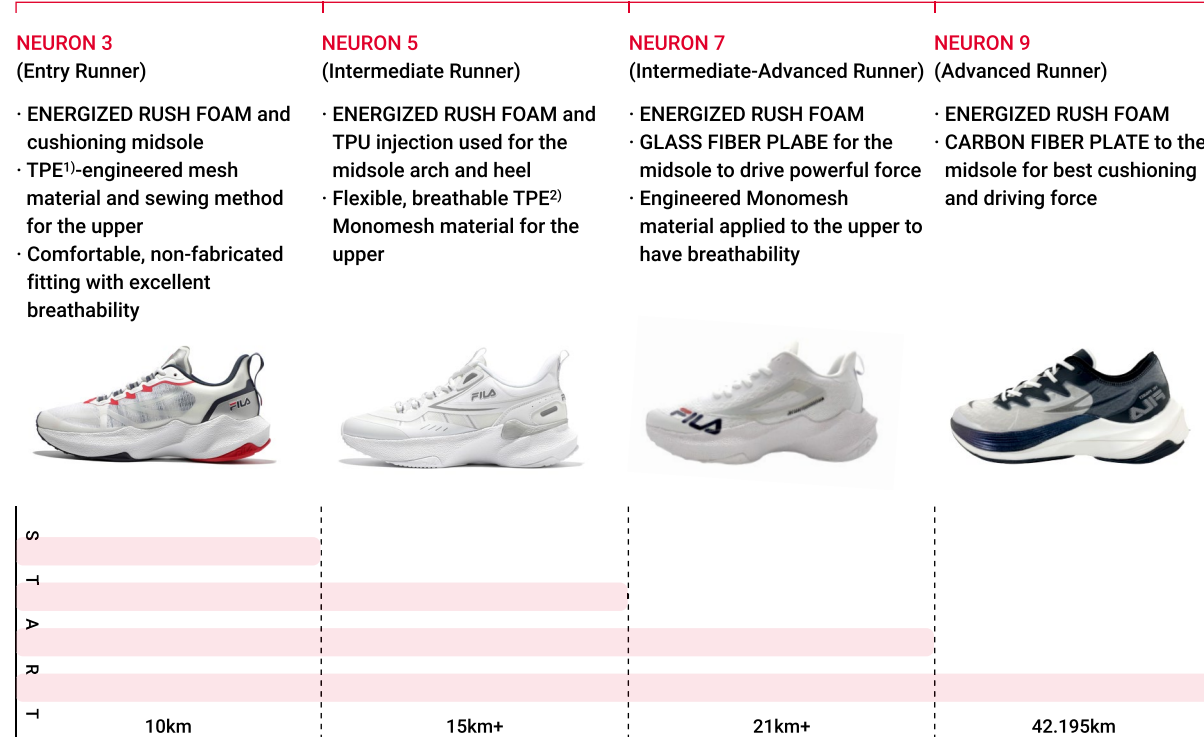 NEURON 3
(Entry Runner)
· ENERGIZED RUSH FOAM and
cushioning midsole
· TPE1)-engineered mesh
material and sewing method
for the upper
· Comfortable, non-fabricated
fitting with excellent
breathability
NEURON 5
(Intermediate Runner)
· ENERGIZED RUSH FOAM and
TPU injection used for the
midsole arch and heel
· Flexible, breathable TPE2)
Monomesh material for the
upper
NEURON 7
(Intermediate-Advanced Runner)
· ENERGIZED RUSH FOAM
· GLASS FIBER PLABE for the
midsole to drive powerful force
· Engineered Monomesh
material applied to the upper to
have breathability
NEURON 9
(Advanced Runner)
· ENERGIZED RUSH FOAM
· CARBON FIBER PLATE to the
midsole for best cushioning
and driving force
FILA
FILA
FILA
START
10km
15km+
21km+
42.195km